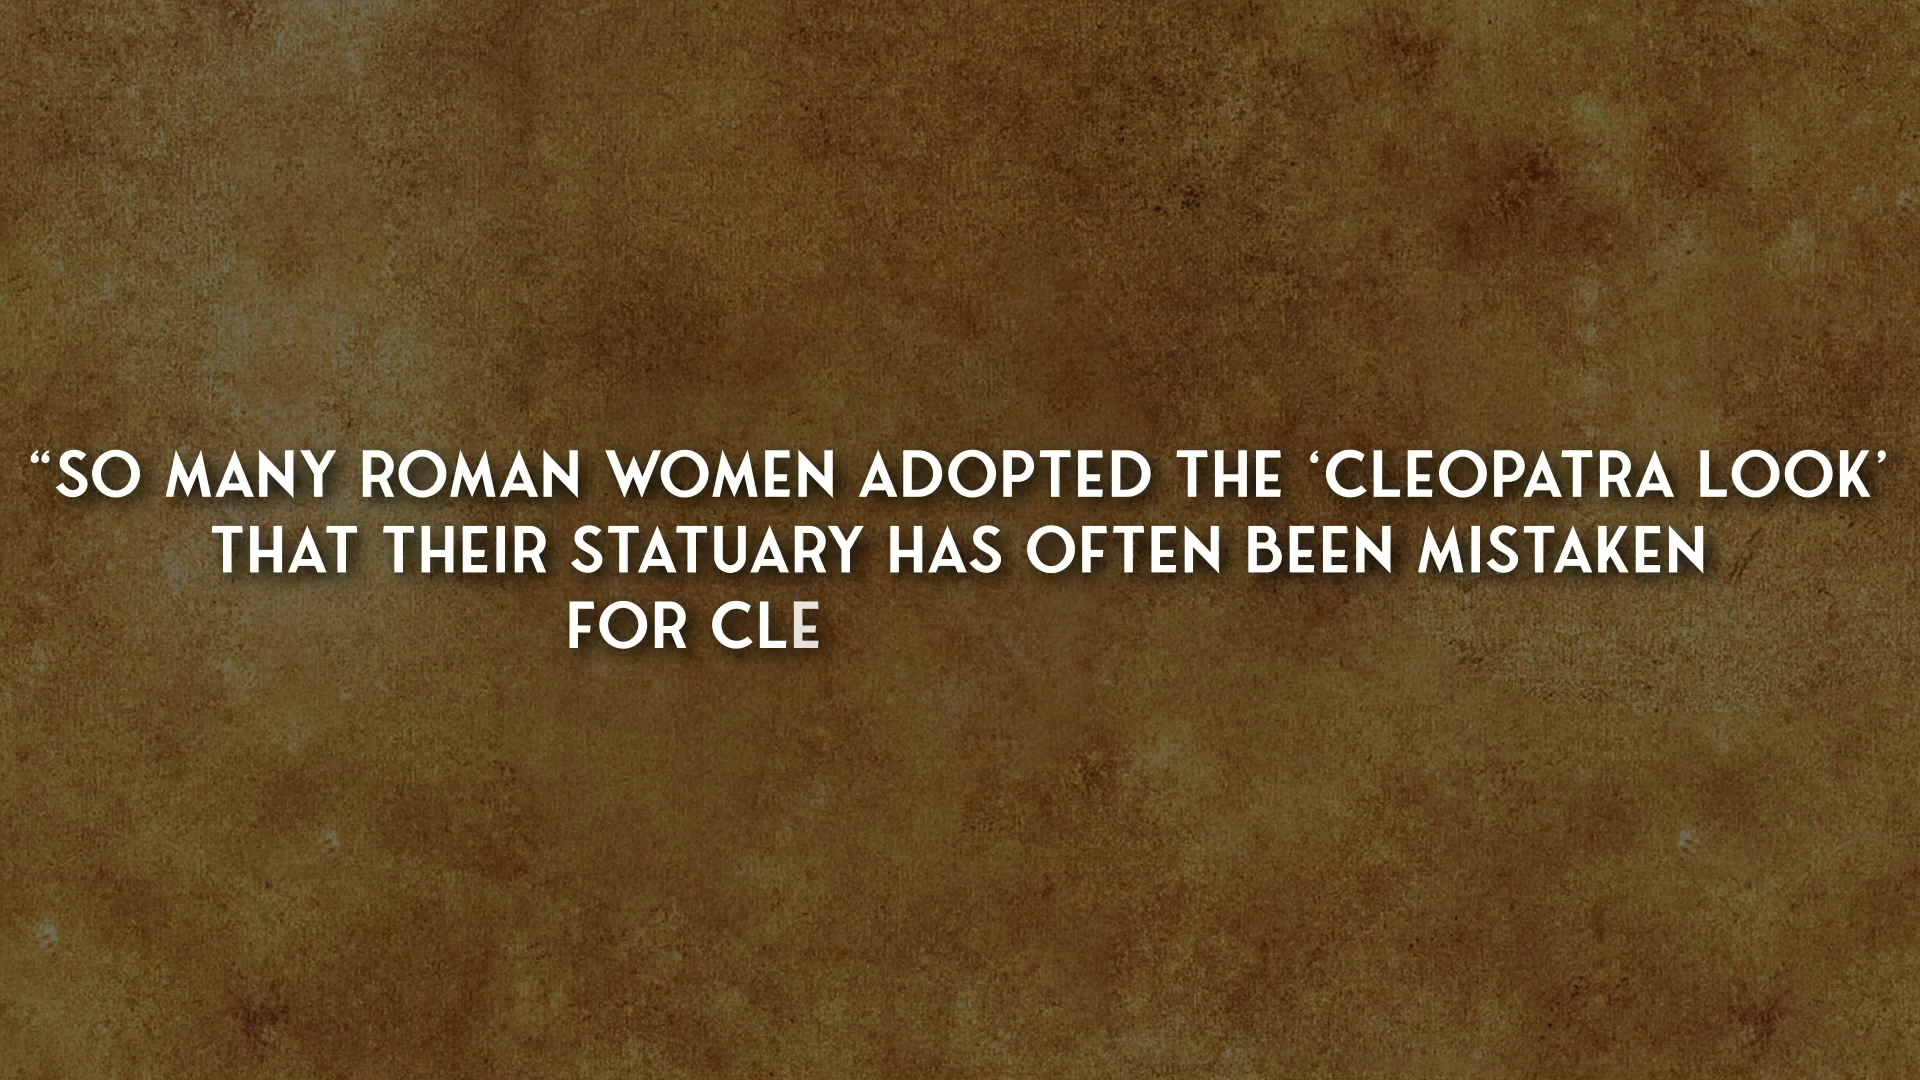 “SO MANY ROMAN WOMEN ADOPTED THE ‘CLEOPATRA LOOK’
THAT THEIR STATUARY HAS OFTEN BEEN MISTAKEN
FOR CLE